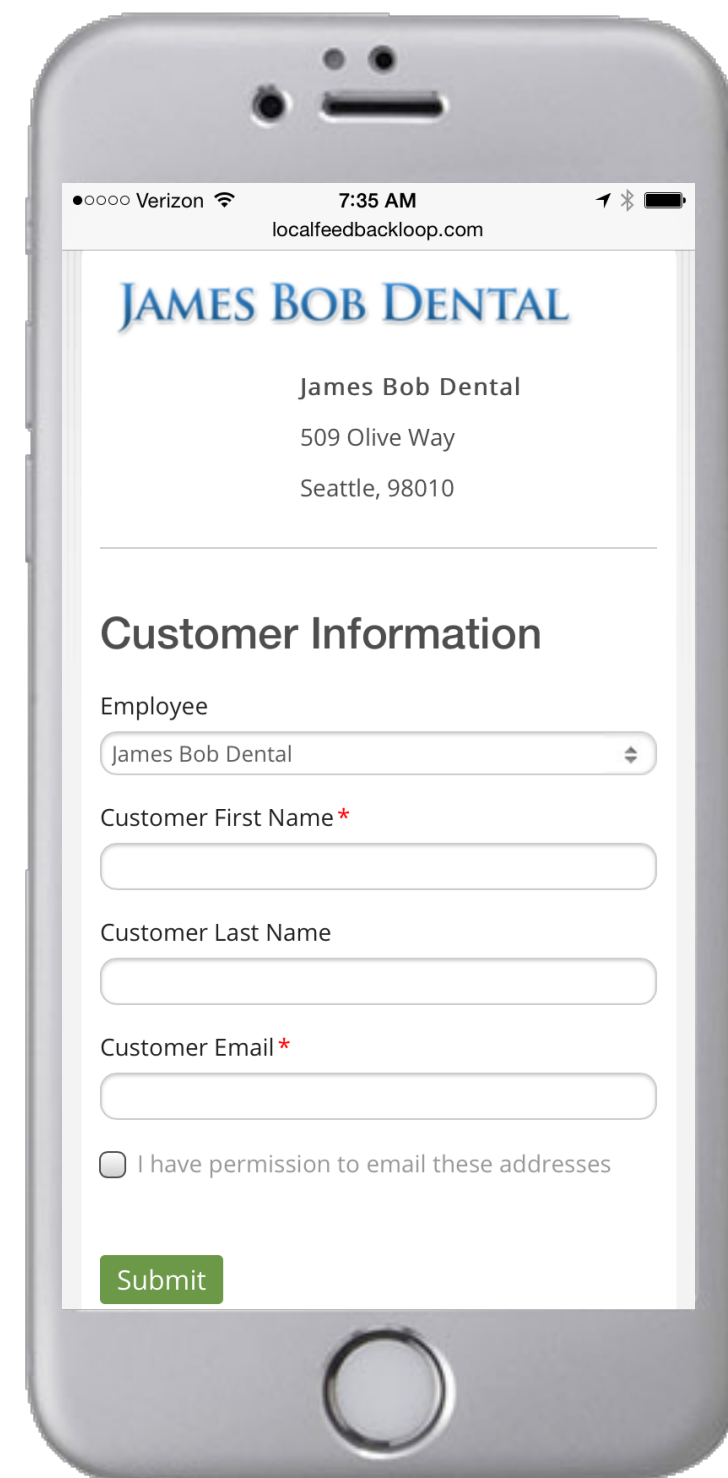 Verizon 7:35 AM
localfeedbackloop.com
James Bob Dental
James Bob Dental
509 Olive Way
Seattle, 98010
Customer Information
Employee
James Bob Dental
Customer First Name*
Customer Last Name
Customer Email*
I have permission to email these addresses
Submit